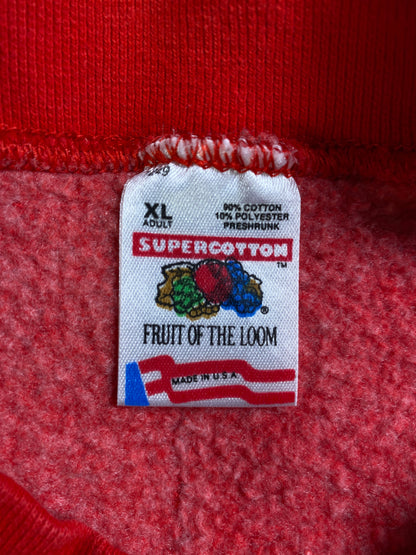 XL
ADULT
90% COTTON
10% POLYESTER
PRESHRUNK
SUPERCOTTON
™
®
FRUIT OF THE LOOM
MADE IN U.S.A.